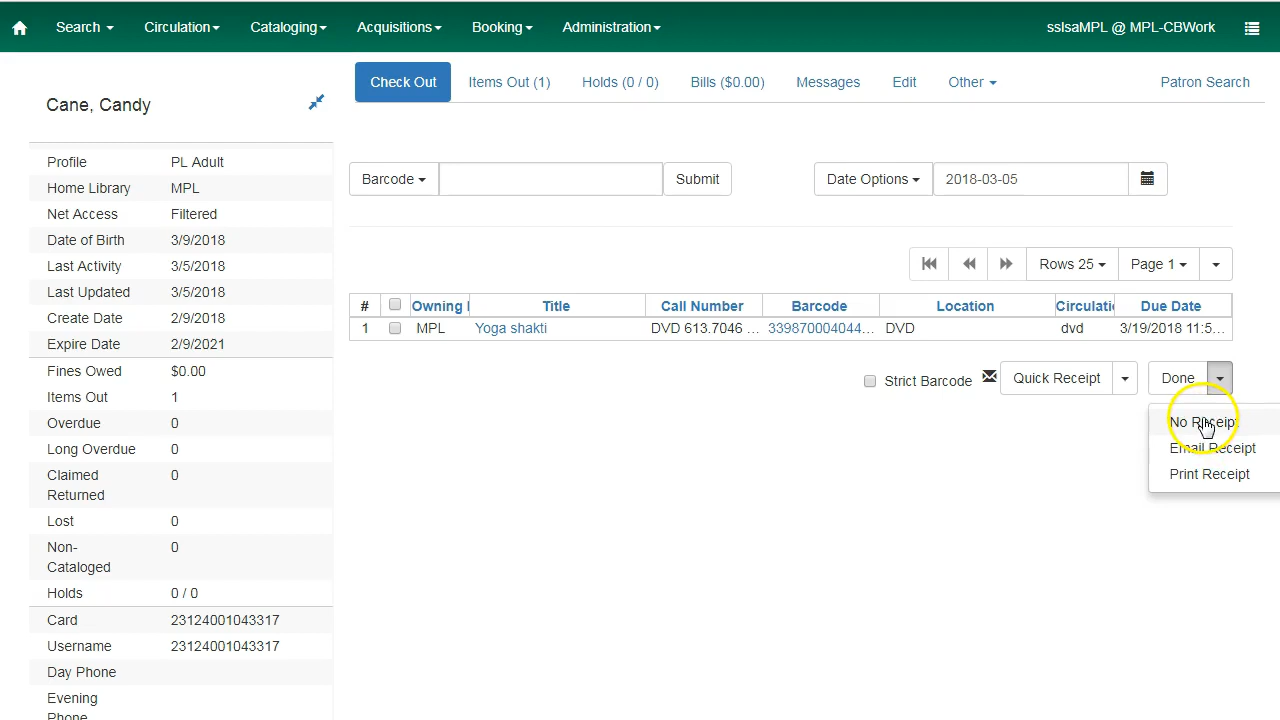 Search Circulation Cataloging Acquisitions Booking Administration sslsaMPL @ MPL-CBWork
Check Out Items Out (1) Holds (0 / 0) Bills ($0.00) Messages Edit Other Patron Search
Cane, Candy
Profile PL Adult
Home Library MPL
Net Access Filtered
Date of Birth 3/9/2018
Last Activity 3/5/2018
Last Updated 3/5/2018
Create Date 2/9/2018
Expire Date 2/9/2021
Fines Owed $0.00
Items Out 1
Overdue 0
Long Overdue 0
Claimed Returned 0
Lost 0
Non-Cataloged 0
Holds 0 / 0
Card 23124001043317
Username 23124001043317
Day Phone
Evening
Phone
Barcode Submit Date Options 2018-03-05
Rows 25 Page 1
# Owning Title Call Number Barcode Location Circulati Due Date
1 MPL Yoga shakti DVD 613.7046 ... 339870004044... DVD dvd 3/19/2018 11:5...
Strict Barcode Quick Receipt Done
No Receipt
Email Receipt
Print Receipt